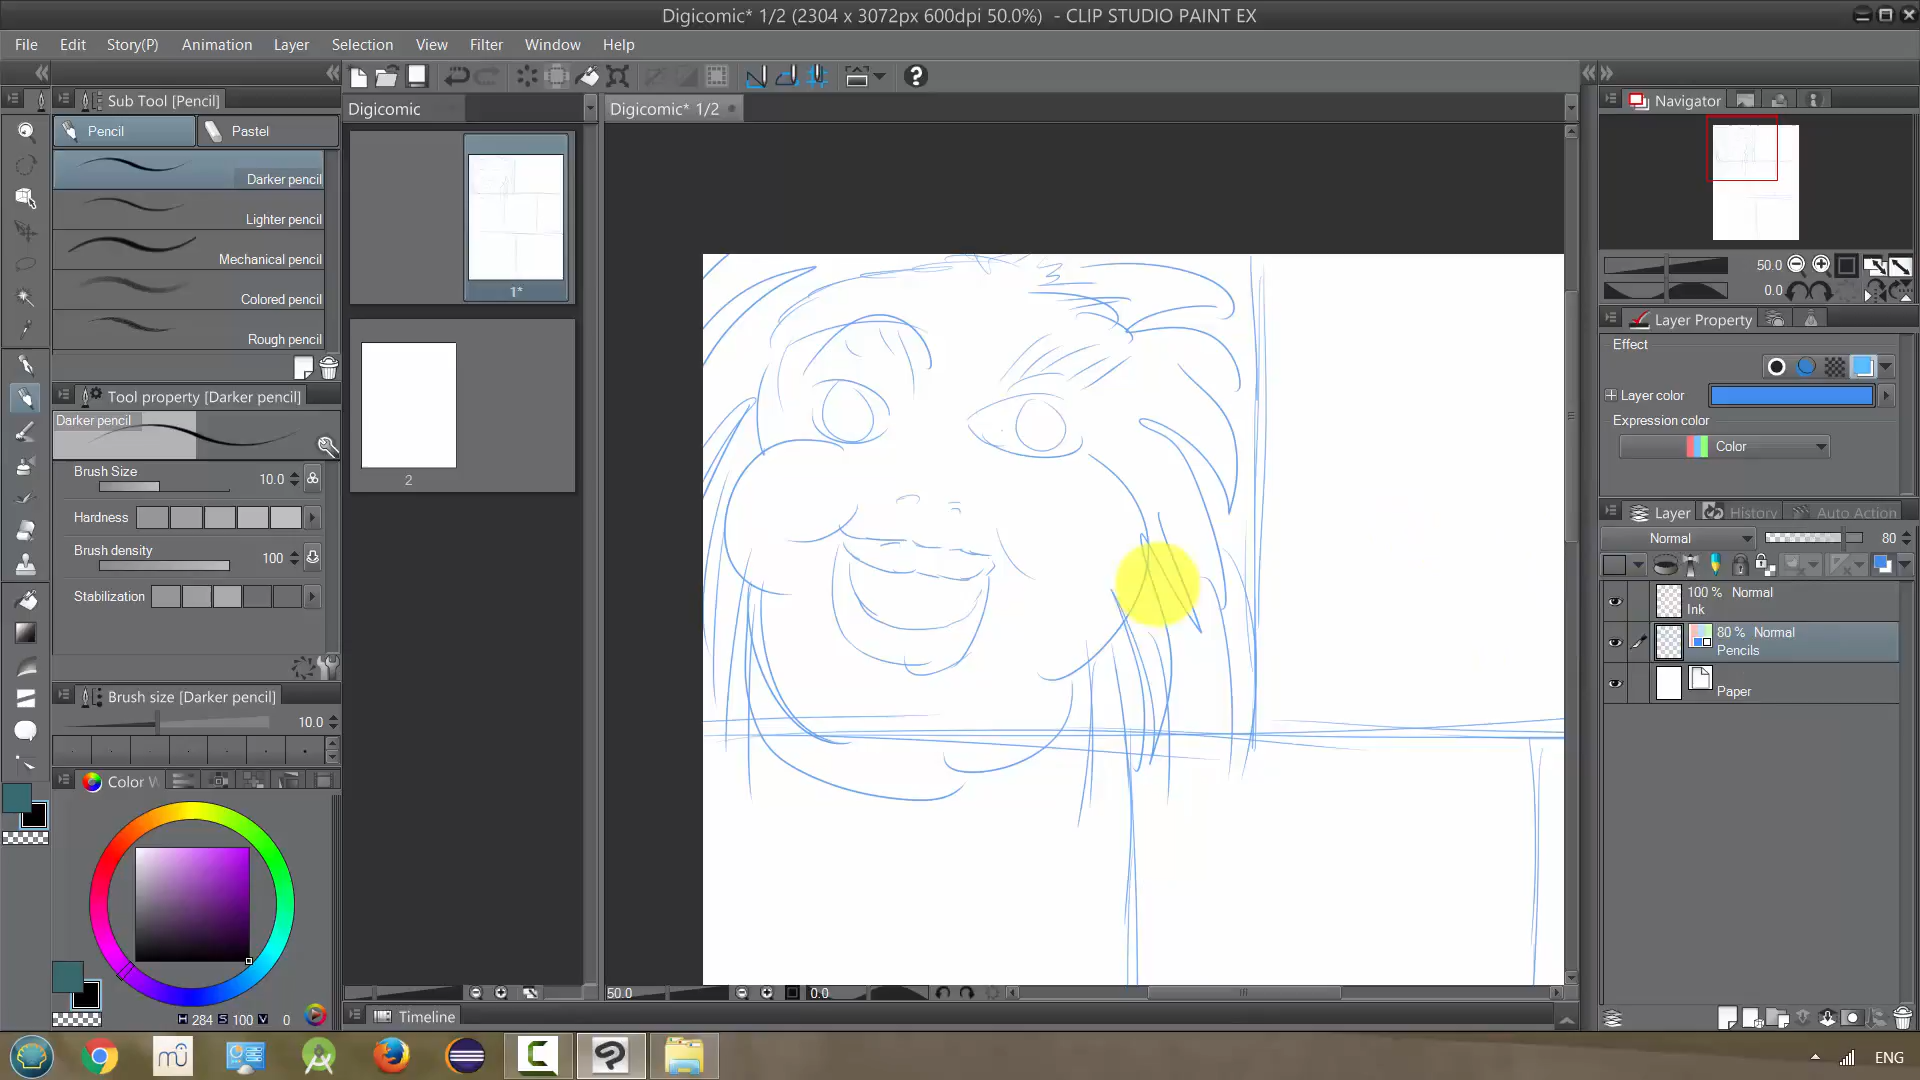 Digicomic* 1/2 (2304 x 3072px 600dpi 50.0%)  - CLIP STUDIO PAINT EX
File Edit Story(P) Animation Layer Selection View Filter Window Help
Sub Tool [Pencil]
Pencil Pastel
Darker pencil
Lighter pencil
Mechanical pencil
Colored pencil
Rough pencil
Tool property [Darker pencil]
Darker pencil
Brush Size 10.0
Hardness
Brush density 100
Stabilization
Brush size [Darker pencil]
10.0
Color W
H 284 S 100 V 0
Digicomic
1*
2
Digicomic* 1/2
50.0 0.0
Timeline
Navigator
50.0
0.0
Layer Property
Effect
Layer color
Expression color
Color
Layer History Auto Action
Normal 80
100 % Normal
Ink
80 % Normal
Pencils
Paper
ENG